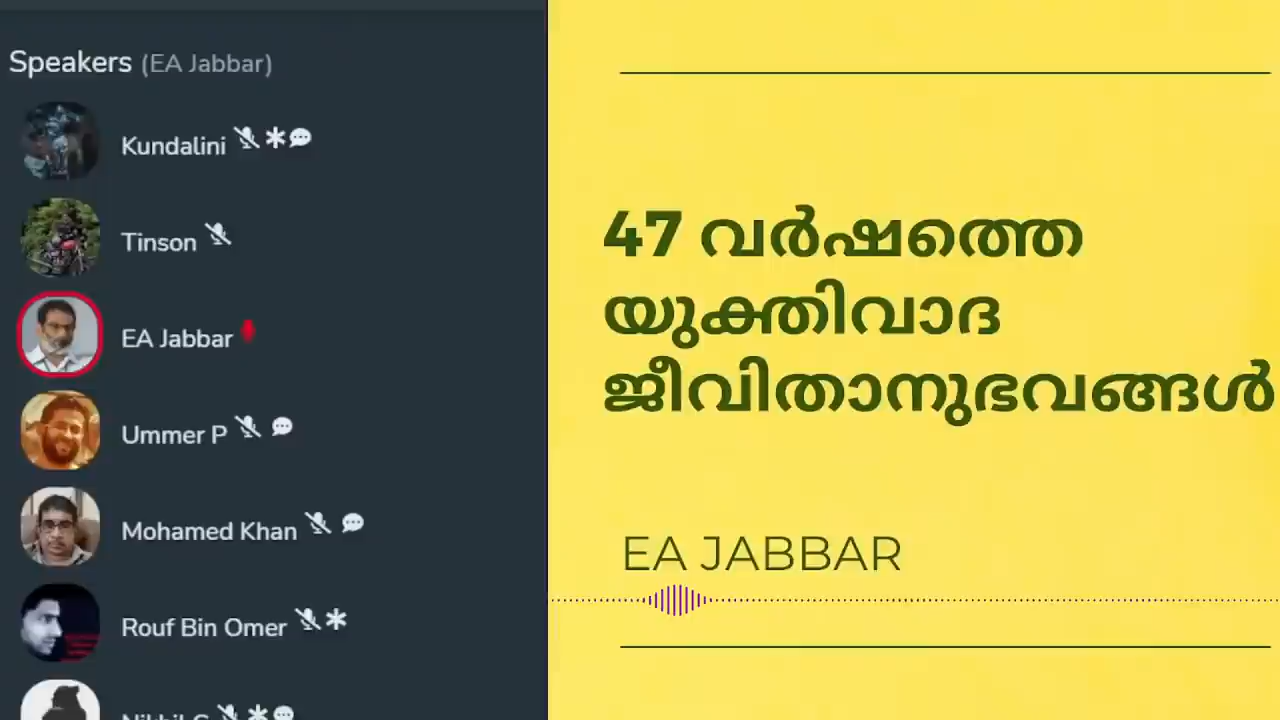 Speakers (EA Jabbar)
Kundalini
Tinson
EA Jabbar
Ummer P
Mohamed Khan
Rouf Bin Omer
47 വർഷത്തെ
യുക്തിവാദ
ജീവിതാനുഭവങ്ങൾ
EA JABBAR